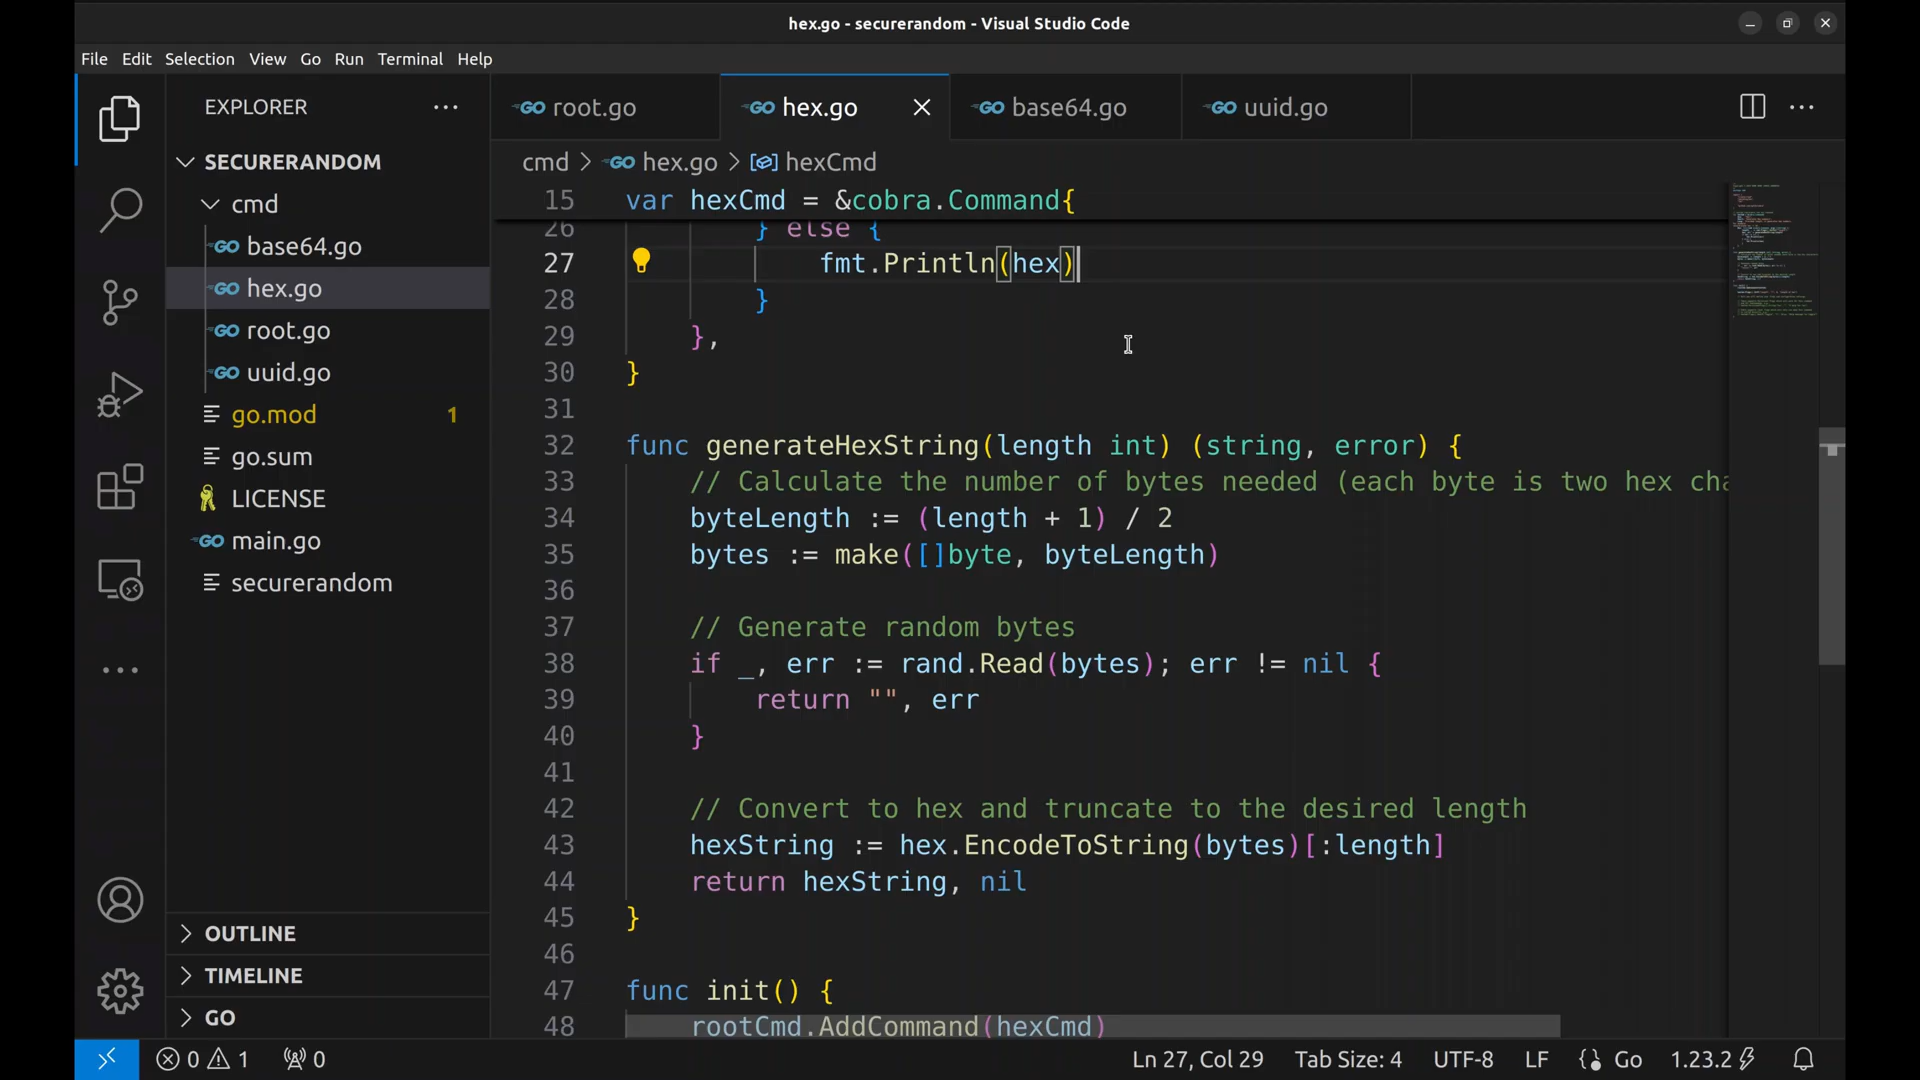 hex.go - securerandom - Visual Studio Code
File Edit Selection View Go Run Terminal Help
EXPLORER
SECURERANDOM
cmd
base64.go
hex.go
root.go
uuid.go
go.mod 1
go.sum
LICENSE
main.go
securerandom
OUTLINE
TIMELINE
GO
root.go hex.go base64.go uuid.go
cmd > hex.go > hexCmd
15 var hexCmd = &cobra.Command{
26 } else {
27 fmt.Println(hex)
28 }
29 },
30 }
31
32 func generateHexString(length int) (string, error) {
33 // Calculate the number of bytes needed (each byte is two hex cha
34 byteLength := (length + 1) / 2
35 bytes := make([]byte, byteLength)
36
37 // Generate random bytes
38 if _, err := rand.Read(bytes); err != nil {
39 return "", err
40 }
41
42 // Convert to hex and truncate to the desired length
43 hexString := hex.EncodeToString(bytes)[:length]
44 return hexString, nil
45 }
46
47 func init() {
48 rootCmd.AddCommand(hexCmd)
0 1 0 Ln 27, Col 29 Tab Size: 4 UTF-8 LF Go 1.23.2